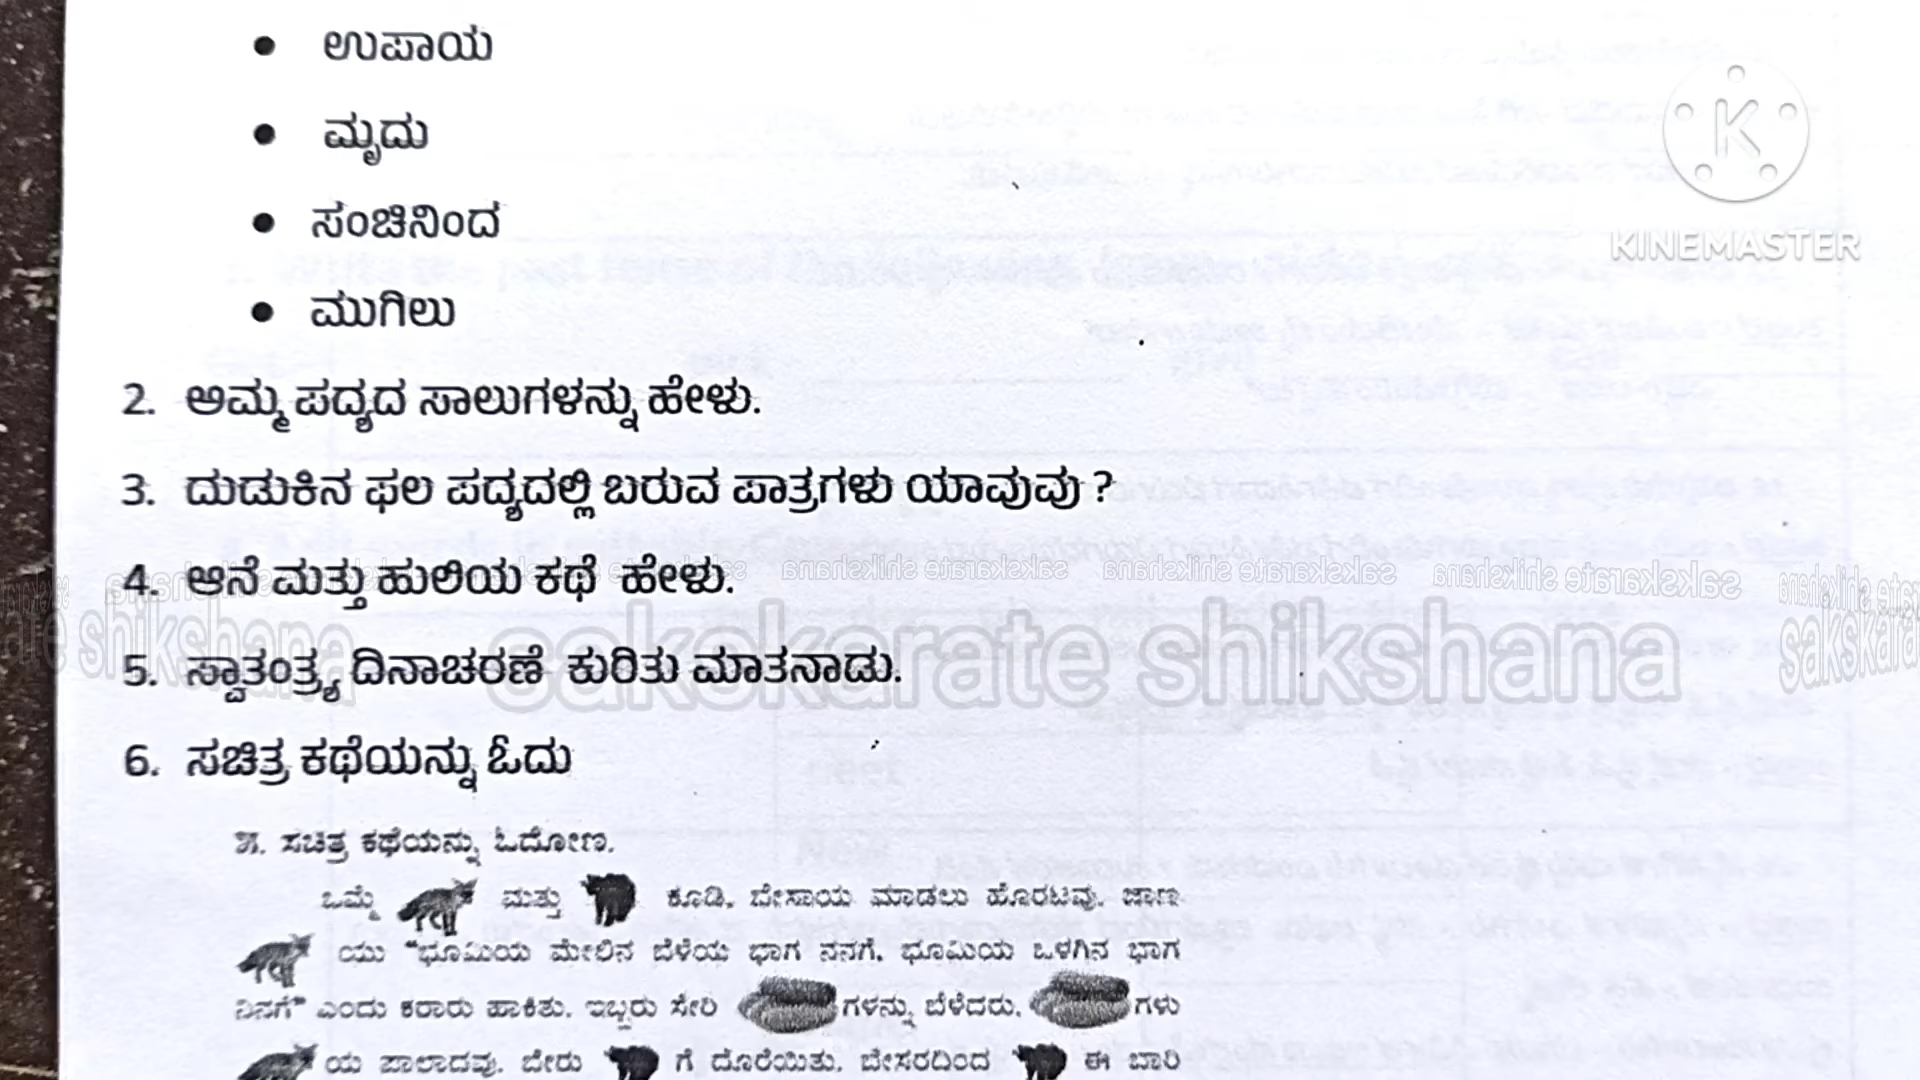 • ಉಪಾಯ
• ಮೃದು
• ಸಂಚಿನಿಂದ
• ಮುಗಿಲು
2. ಅಮ್ಮ ಪದ್ಯದ ಸಾಲುಗಳನ್ನು ಹೇಳು.
3. ದುಡುಕಿನ ಫಲ ಪದ್ಯದಲ್ಲಿ ಬರುವ ಪಾತ್ರಗಳು ಯಾವುವು ?
4. ಆನೆ ಮತ್ತು ಹುಲಿಯ ಕಥೆ ಹೇಳು.
5. ಸ್ವಾತಂತ್ರ್ಯ ದಿನಾಚರಣೆ ಕುರಿತು ಮಾತನಾಡು.
6. ಸಚಿತ್ರ ಕಥೆಯನ್ನು ಓದು
ಸಚಿತ್ರ ಕಥೆಯನ್ನು ಓದೋಣ.
ಒಮ್ಮೆ ಮತ್ತು ಕೂಡಿ, ಬೇಸಾಯ ಮಾಡಲು ಹೊರಟವು. ಜಾಣ
ಯು "ಭೂಮಿಯ ಮೇಲಿನ ಬೆಳೆಯ ಭಾಗ ನನಗೆ, ಭೂಮಿಯ ಒಳಗಿನ ಭಾಗ
ನಿನಗೆ" ಎಂದು ಕರಾರು ಹಾಕಿತು. ಇಬ್ಬರು ಸೇರಿ ಗಳನ್ನು ಬೆಳೆದರು. ಗಳು
ಯ ಪಾಲಾದವು. ಬೇರು ಗೆ ದೊರೆಯಿತು. ಬೇಸರದಿಂದ ಈ ಬಾರಿ
KINEMASTER
sakskarate shikshana